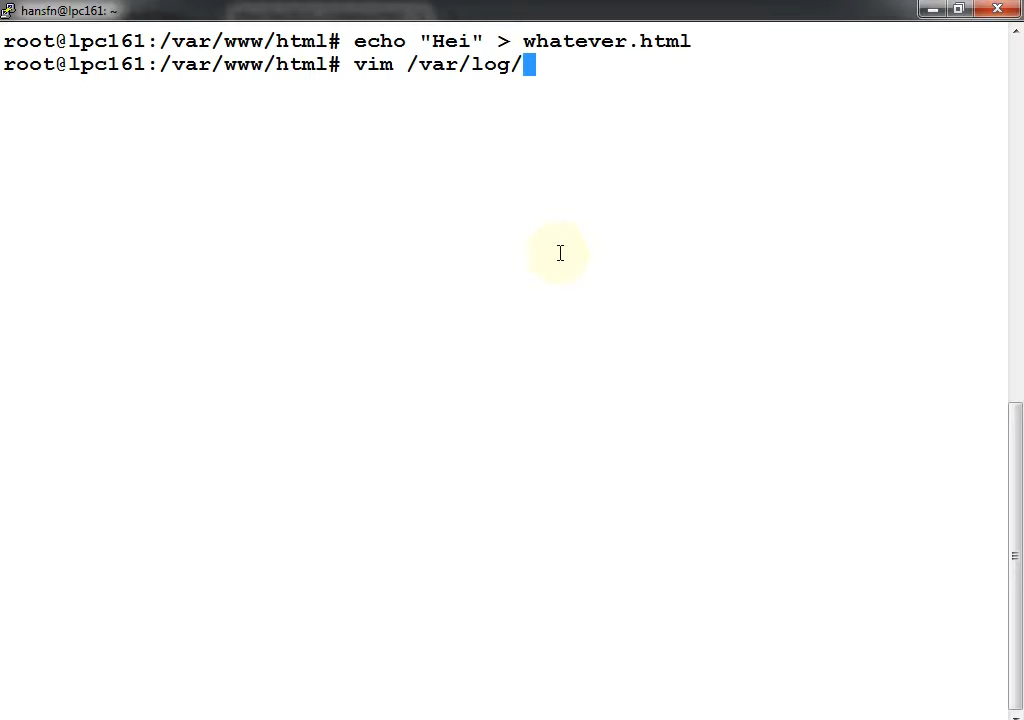 hansfn@lpc161: ~
root@lpc161:/var/www/html# echo "Hei" > whatever.html
root@lpc161:/var/www/html# vim /var/log/